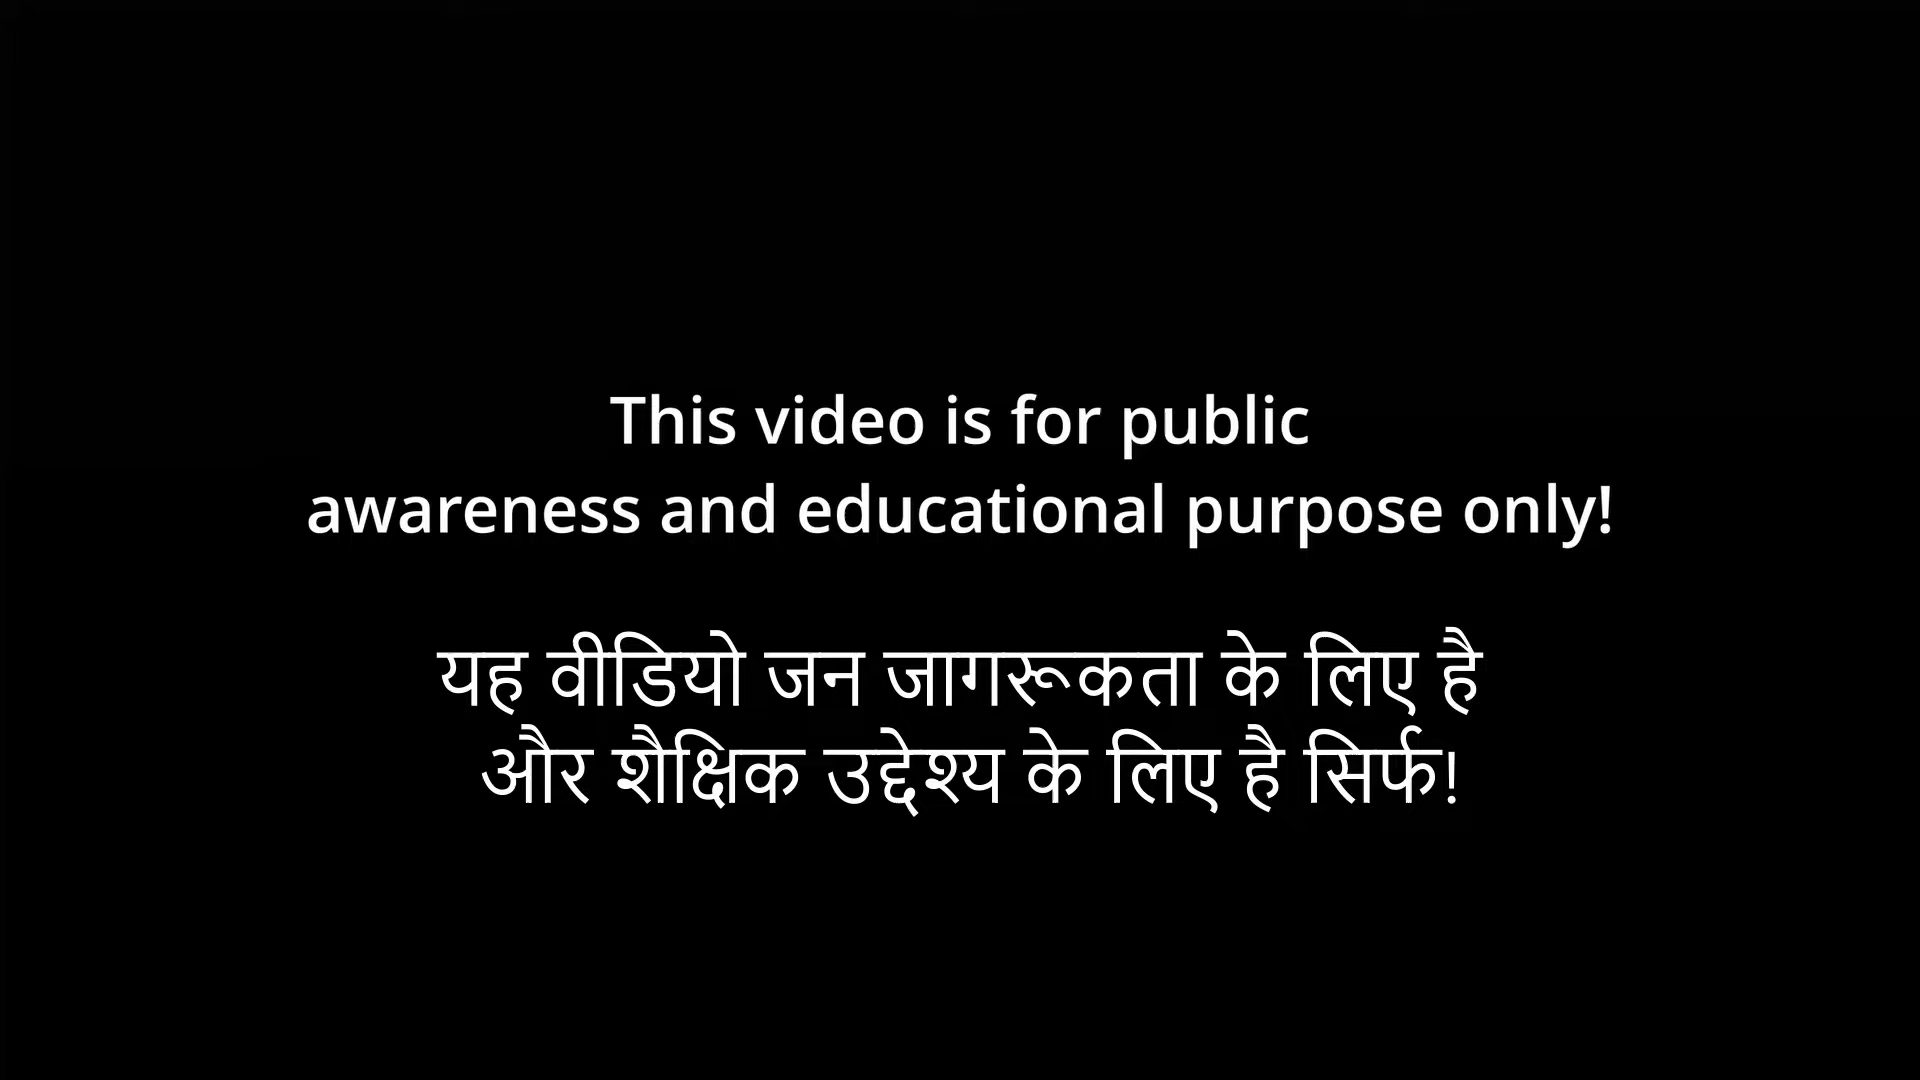 This video is for public
awareness and educational purpose only!
यह वीडियो जन जागरूकता के लिए है
और शैक्षिक उद्देश्य के लिए है सिर्फ!